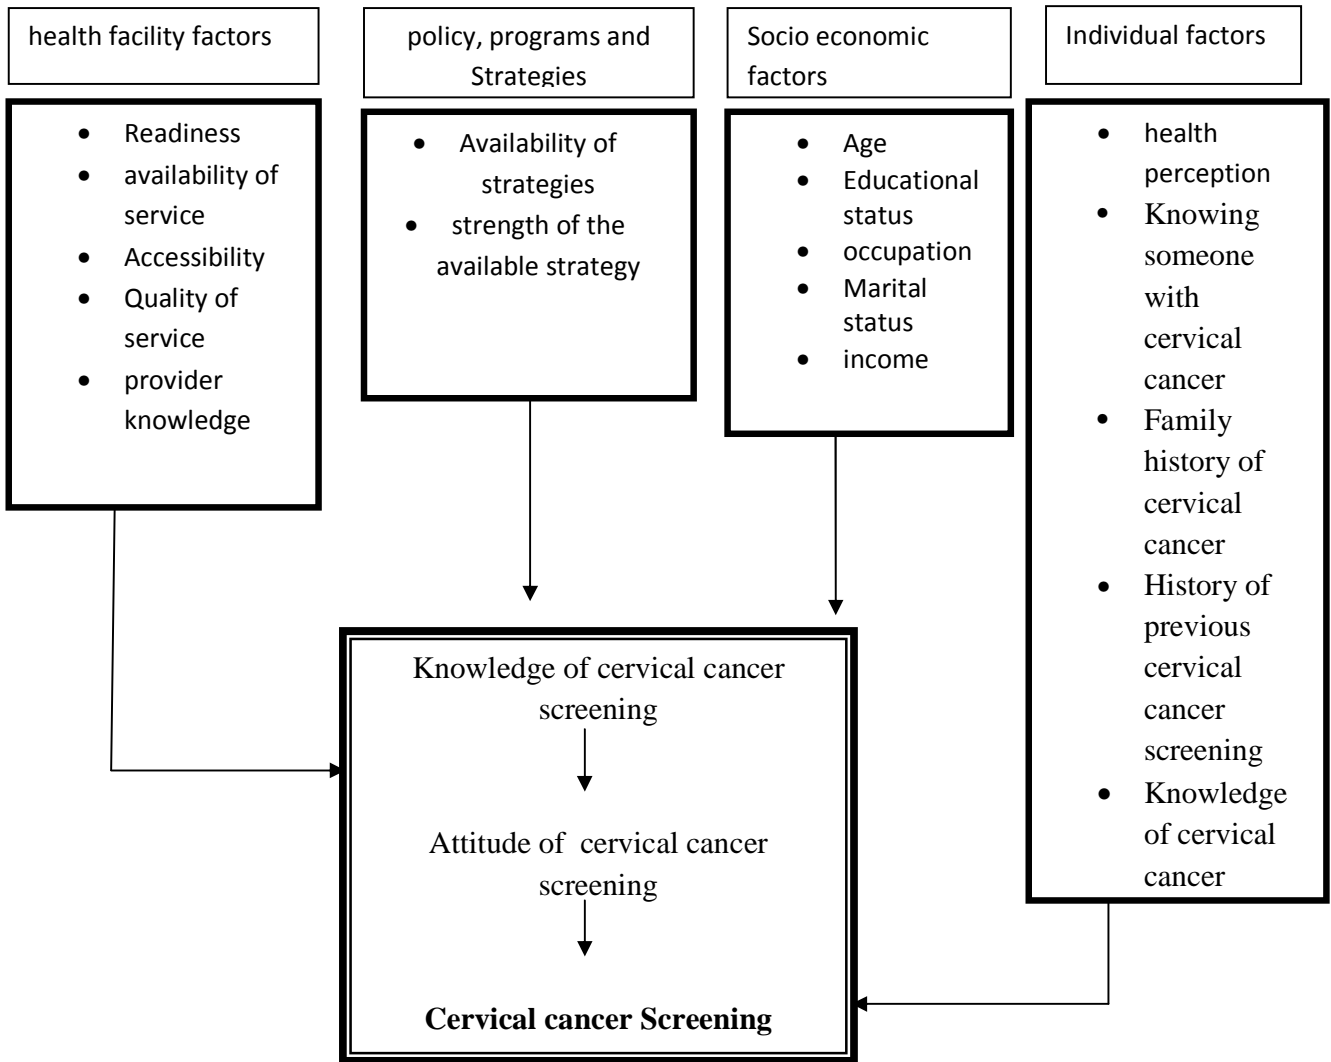 health facility factors
policy, programs and
Strategies
Socio economic
factors
Individual factors
• Readiness
• availability of
service
• Accessibility
• Quality of
service
• provider
knowledge
• Availability of
strategies
• strength of the
available strategy
• Age
• Educational
status
• occupation
• Marital
status
• income
• health
perception
• Knowing
someone
with
cervical
cancer
• Family
history of
cervical
cancer
• History of
previous
cervical
cancer
screening
• Knowledge
of cervical
cancer
Knowledge of cervical cancer
screening
Attitude of cervical cancer
screening
Cervical cancer Screening